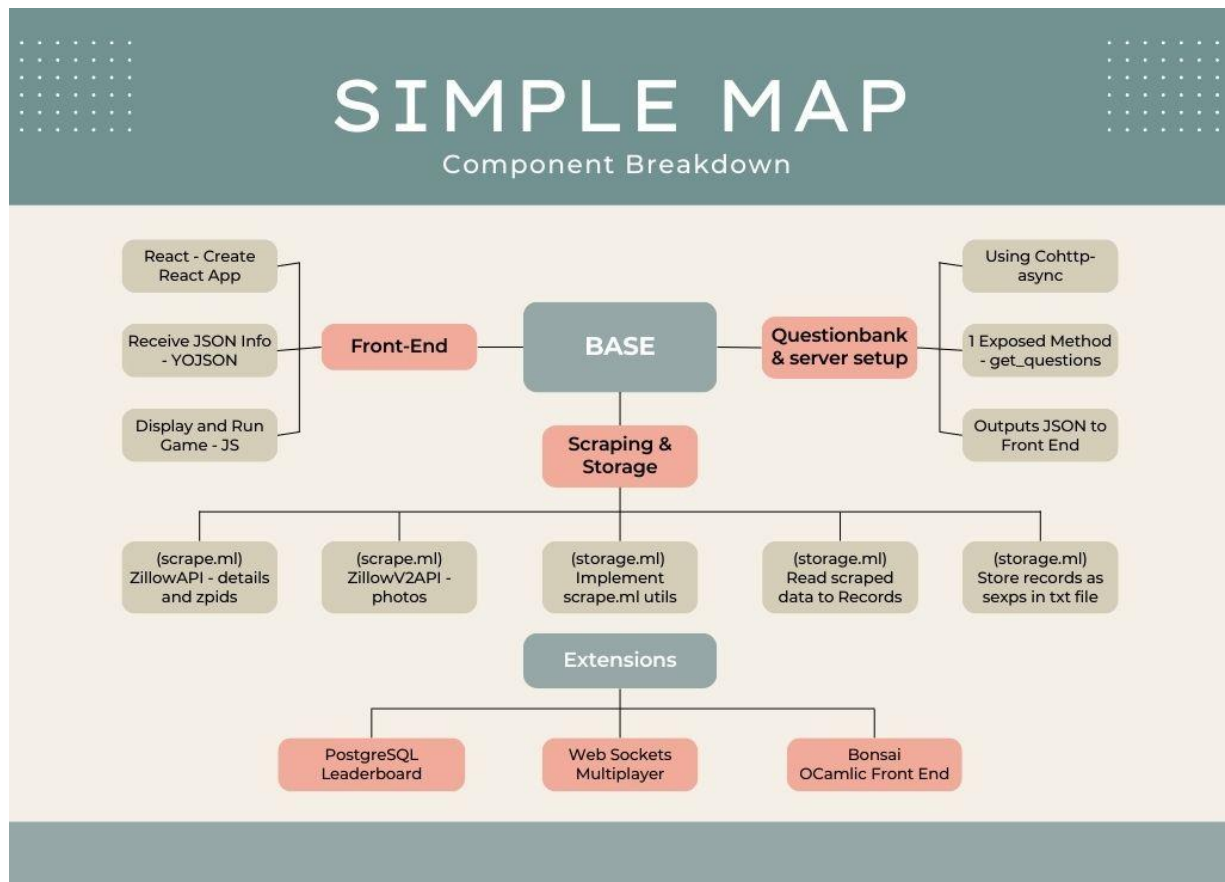 SIMPLE MAP
Component Breakdown
React - Create
React App
Receive JSON Info
- YOJSON
Display and Run
Game - JS
Front-End
BASE
Questionbank
& server setup
Using Cohttp-
async
1 Exposed Method
- get_questions
Outputs JSON to
Front End
Scraping &
Storage
(scrape.ml)
ZillowAPI - details
and zpids
(scrape.ml)
ZillowV2API -
photos
(storage.ml)
Implement
scrape.ml utils
(storage.ml)
Read scraped
data to Records
(storage.ml)
Store records as
sexps in txt file
Extensions
PostgreSQL
Leaderboard
Web Sockets
Multiplayer
Bonsai
OCamlic Front End